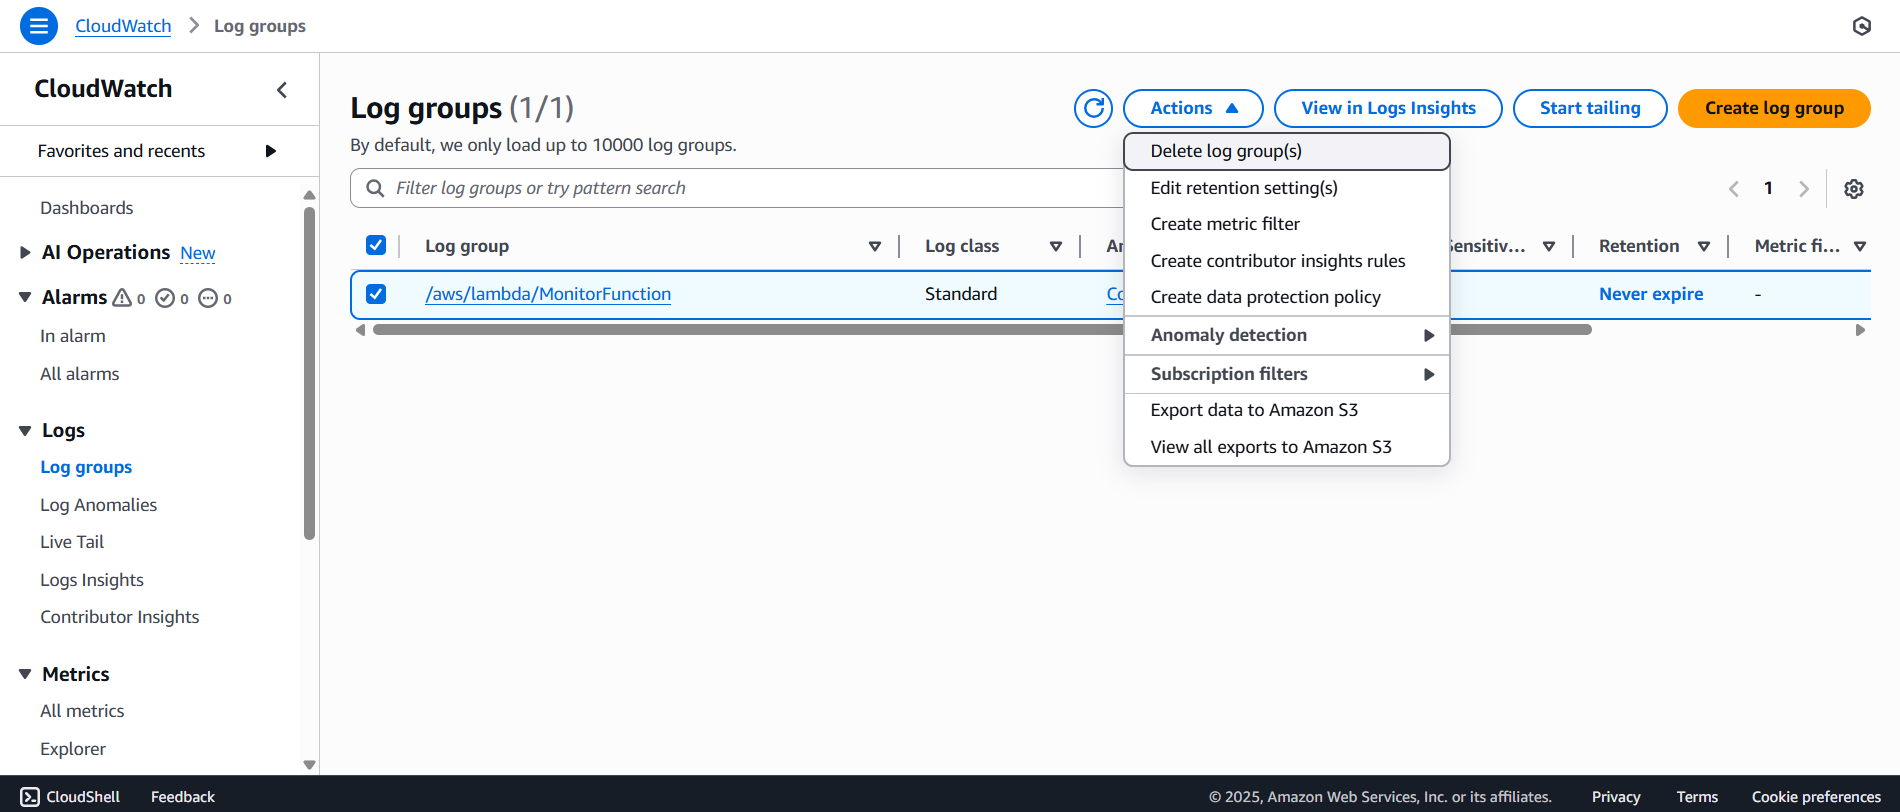 CloudWatch > Log groups
CloudWatch
Favorites and recents
Dashboards
AI Operations New
Alarms 0 0 0
In alarm
All alarms
Logs
Log groups
Log Anomalies
Live Tail
Logs Insights
Contributor Insights
Metrics
All metrics
Explorer
Log groups (1/1)
By default, we only load up to 10000 log groups.
Actions
View in Logs Insights
Start tailing
Create log group
Filter log groups or try pattern search
1
Delete log group(s)
Edit retention setting(s)
Create metric filter
Create contributor insights rules
Create data protection policy
Anomaly detection
Subscription filters
Export data to Amazon S3
View all exports to Amazon S3
Log group Log class Sensitiv... Retention Metric fi...
/aws/lambda/MonitorFunction Standard Never expire -
CloudShell Feedback © 2025, Amazon Web Services, Inc. or its affiliates. Privacy Terms Cookie preferences